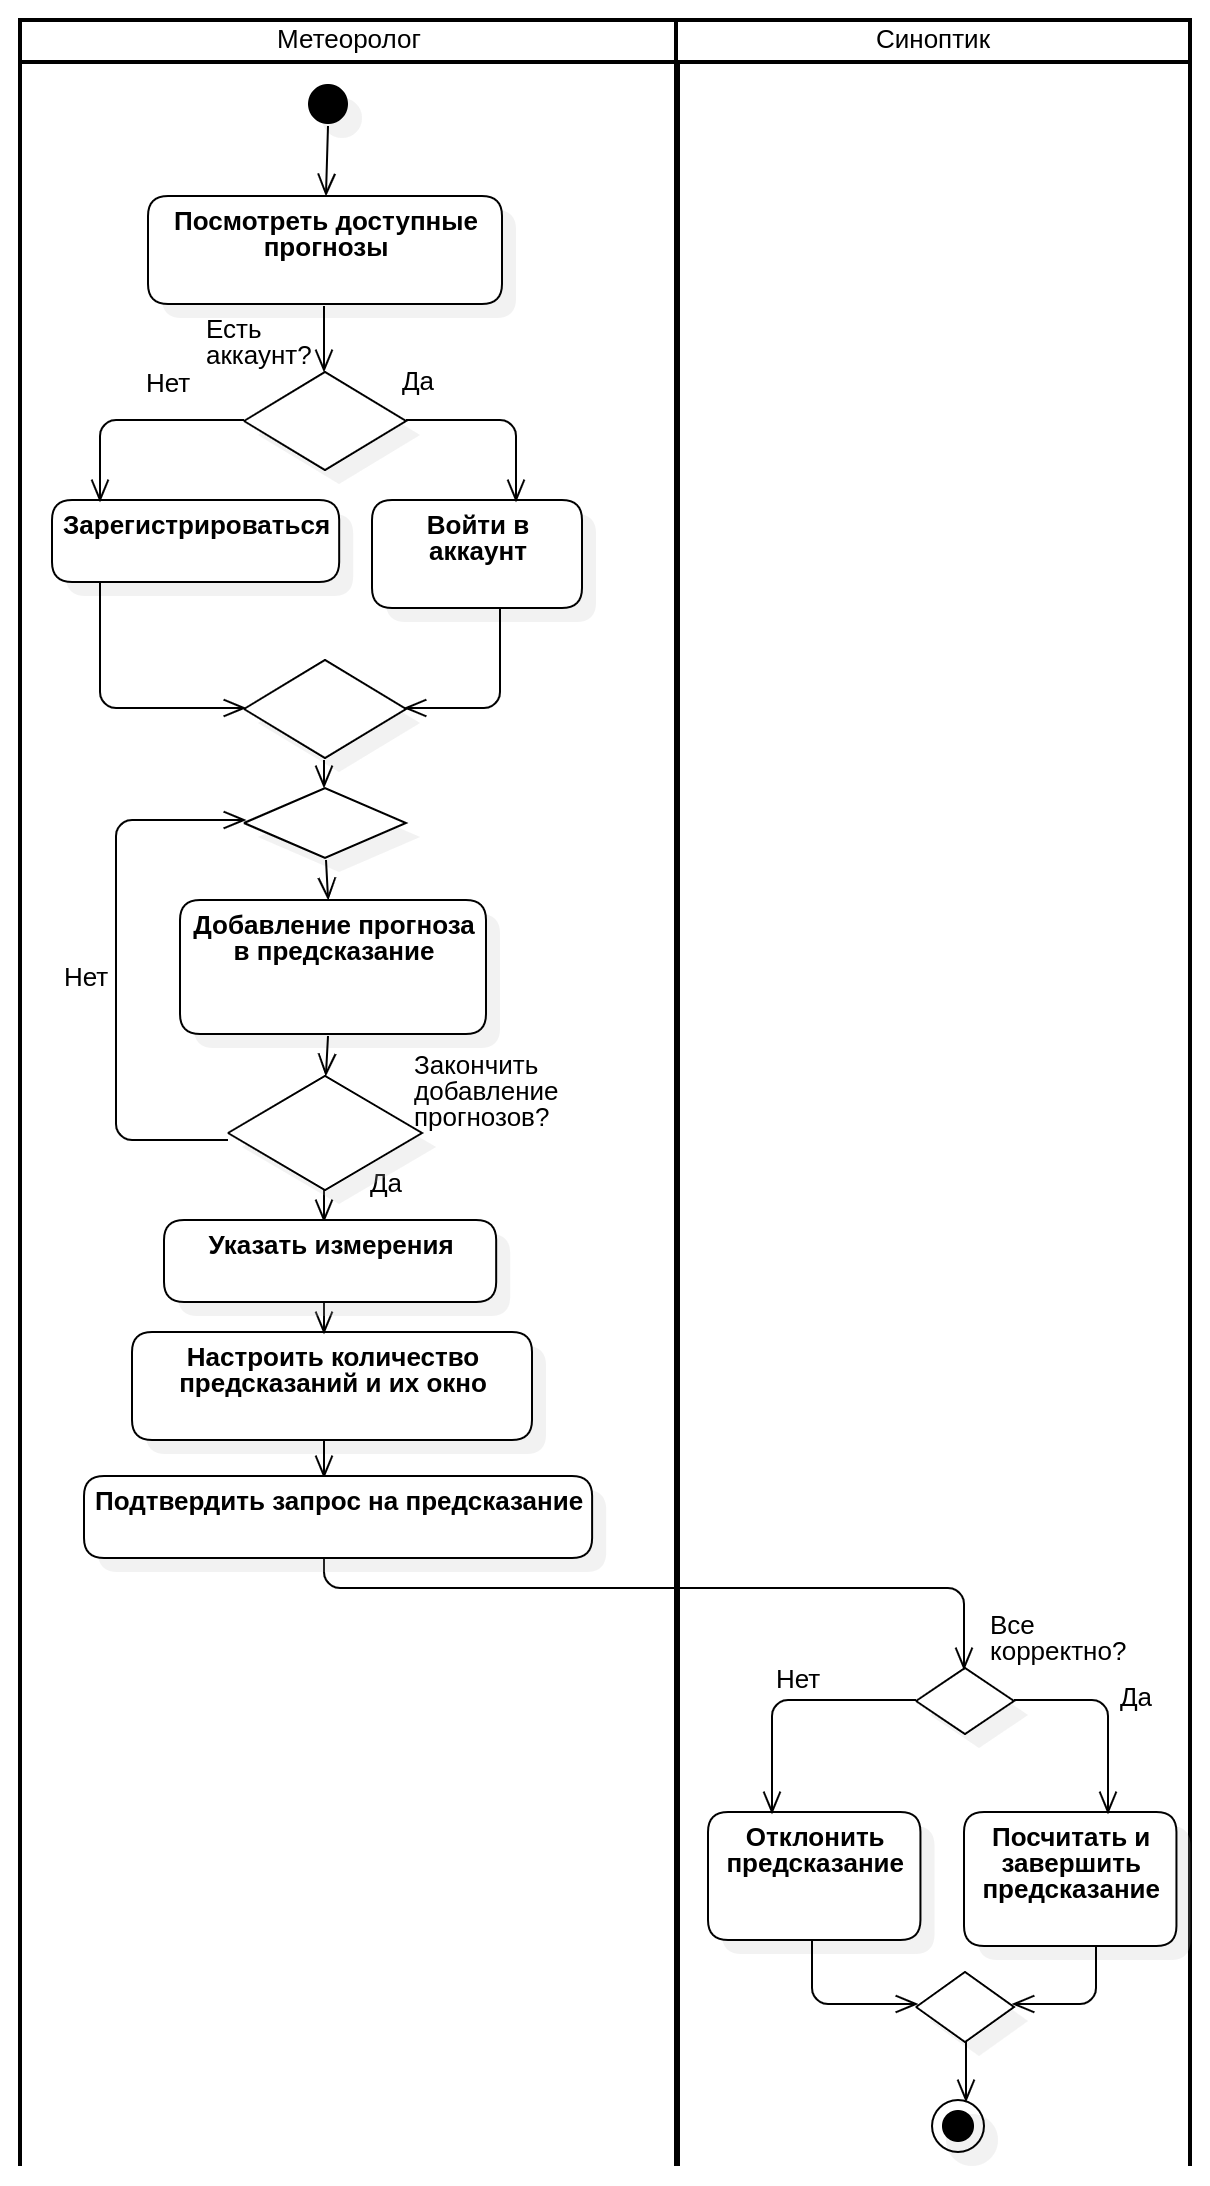 Метеоролог
Синоптик
Посмотреть доступные
прогнозы
Есть
аккаунт?
Нет
Да
Зарегистрироваться
Войти в
аккаунт
Добавление прогноза
в предсказание
Нет
Закончить
добавление
прогнозов?
Да
Указать измерения
Настроить количество
предсказаний и их окно
Подтвердить запрос на предсказание
Все
корректно?
Нет
Да
Отклонить
предсказание
Посчитать и
завершить
предсказание